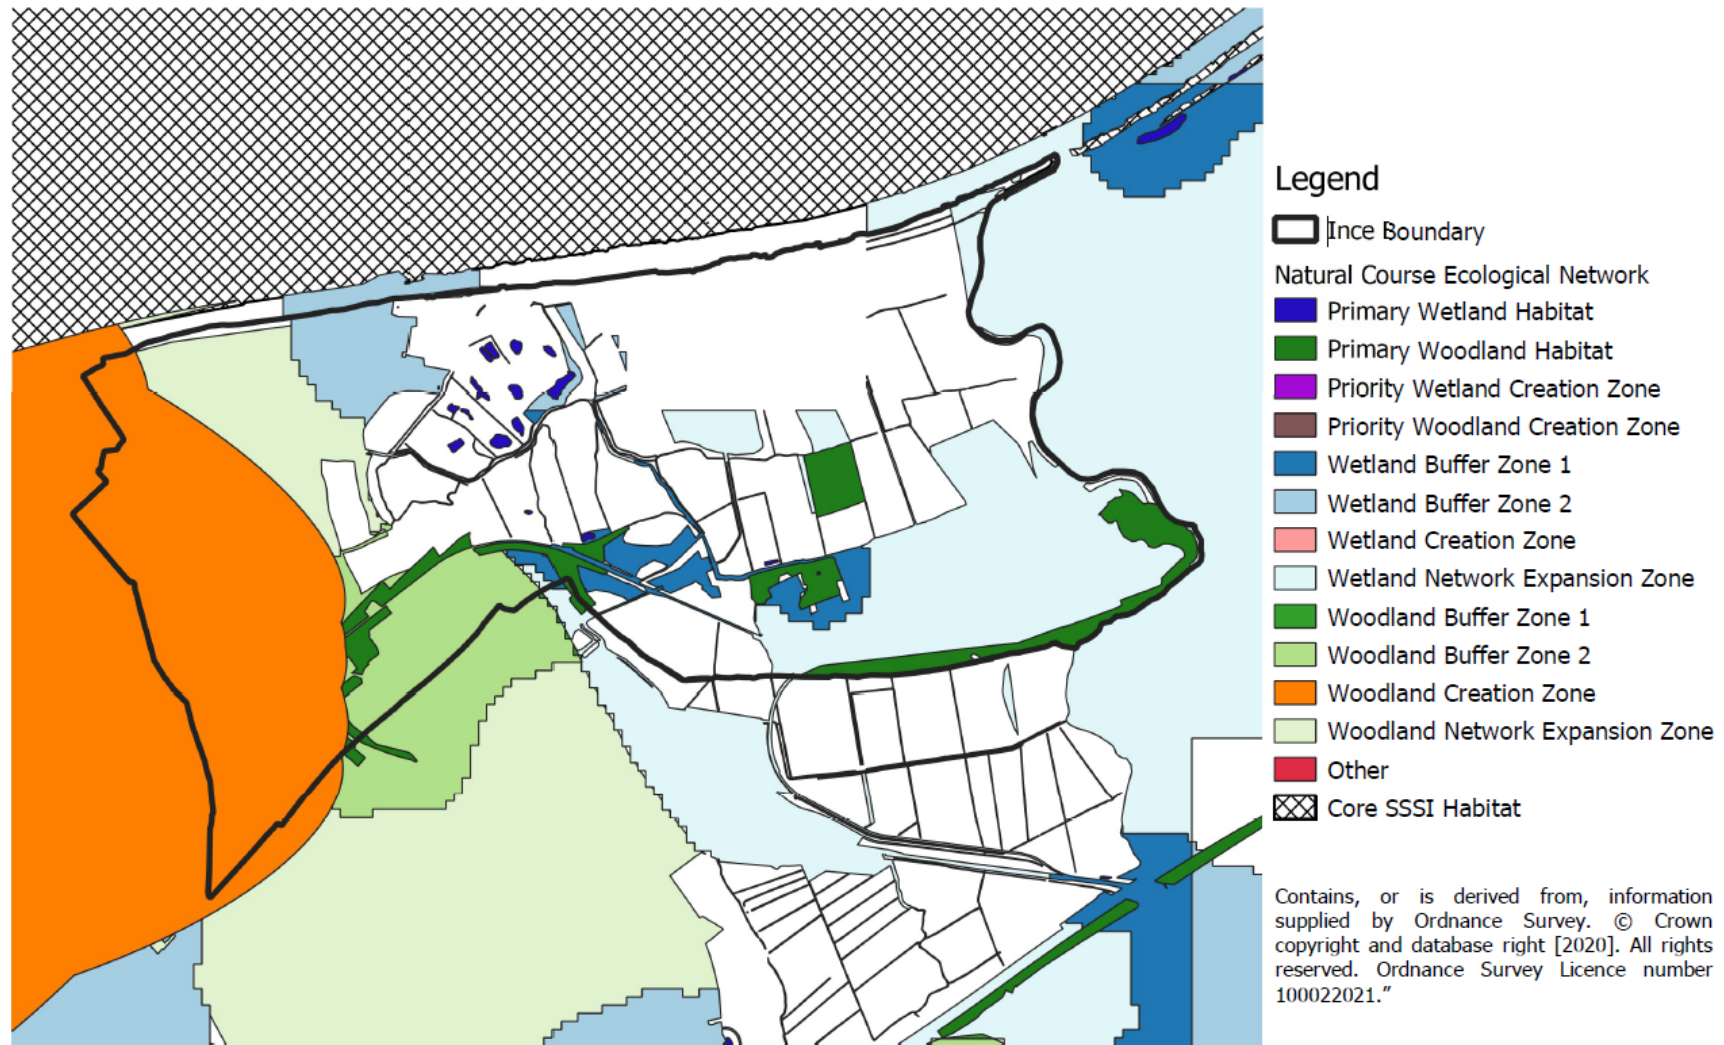 Legend
Ince Boundary
Natural Course Ecological Network
Primary Wetland Habitat
Primary Woodland Habitat
Priority Wetland Creation Zone
Priority Woodland Creation Zone
Wetland Buffer Zone 1
Wetland Buffer Zone 2
Wetland Creation Zone
Wetland Network Expansion Zone
Woodland Buffer Zone 1
Woodland Buffer Zone 2
Woodland Creation Zone
Woodland Network Expansion Zone
Other
Core SSSI Habitat
Contains, or is derived from, information
supplied by Ordnance Survey. © Crown
copyright and database right [2020]. All rights
reserved. Ordnance Survey Licence number
100022021.”